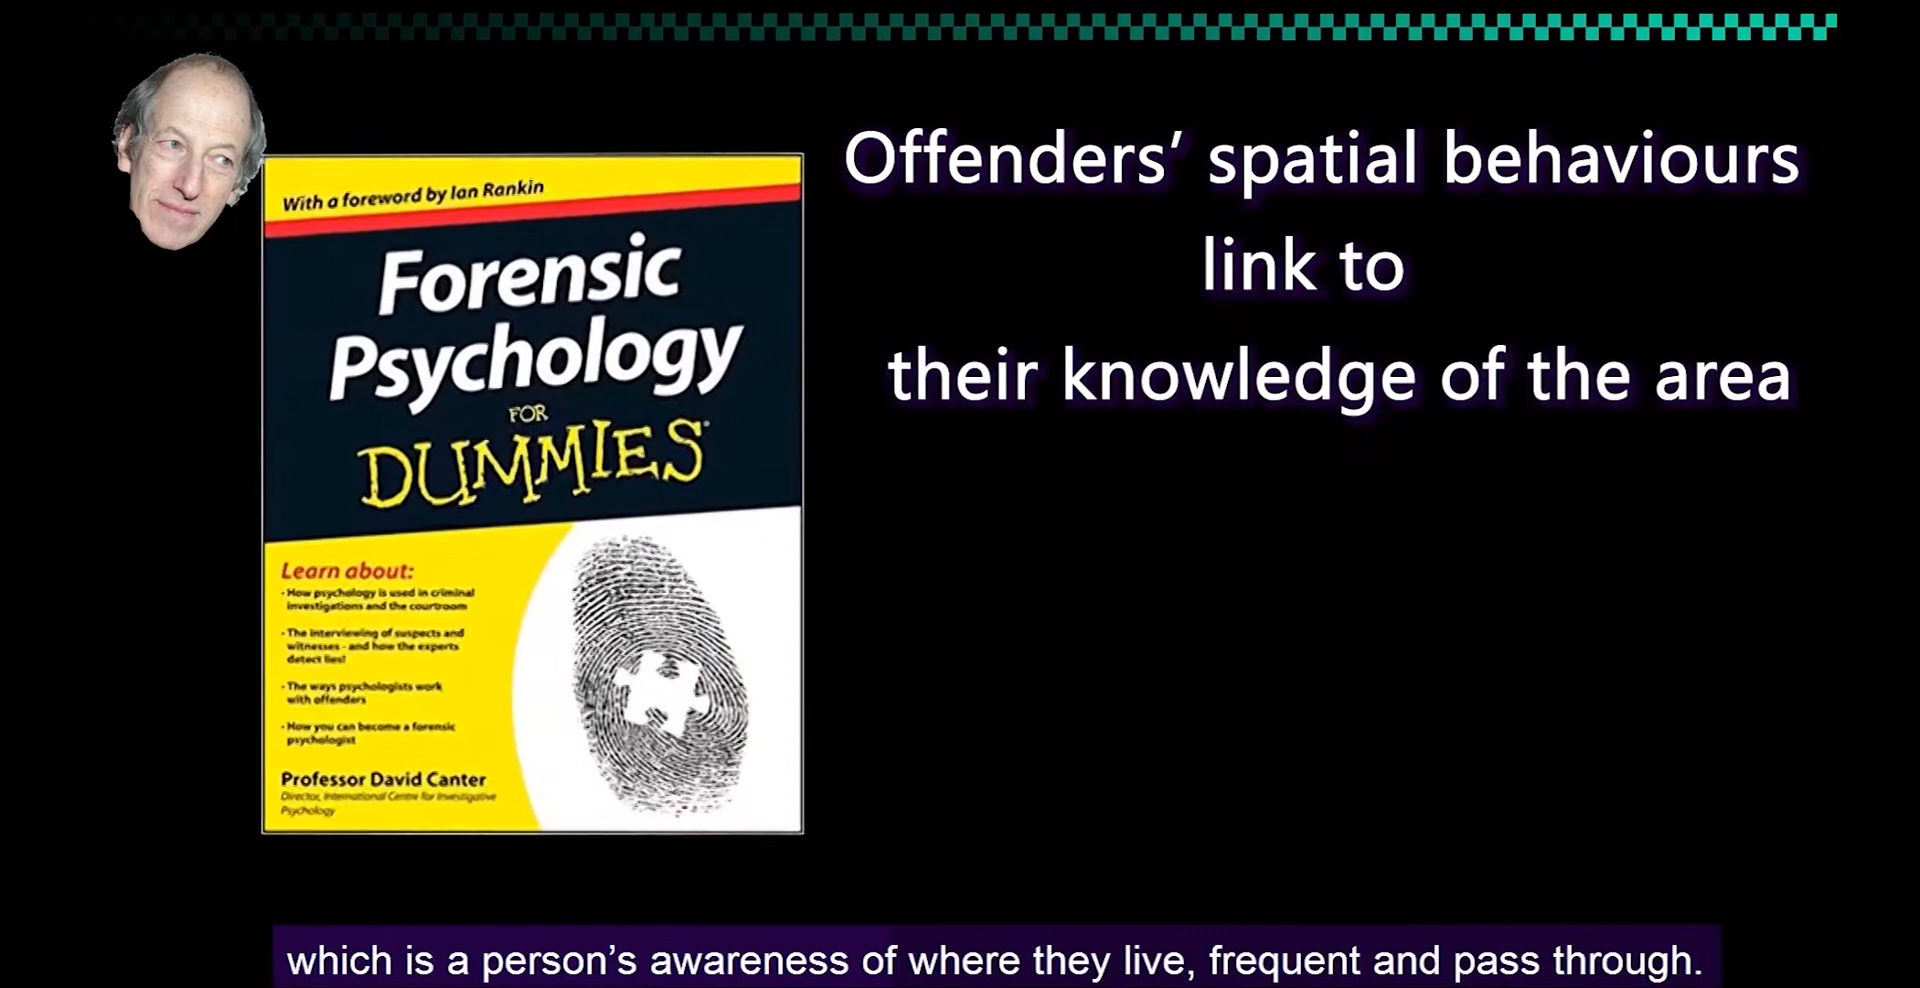 With a foreword by Ian Rankin
Forensic
Psychology
FOR
DUMMIES®
Learn about:
- How psychology is used in criminal
investigations and the courtroom
- The interviewing of suspects and
witnesses - and how the experts
detect lies!
- The ways psychologists work
with offenders
- How you can become a forensic
psychologist
Professor David Canter
Director, International Centre for Investigative
Psychology
Offenders’ spatial behaviours
link to
their knowledge of the area
which is a person’s awareness of where they live, frequent and pass through.